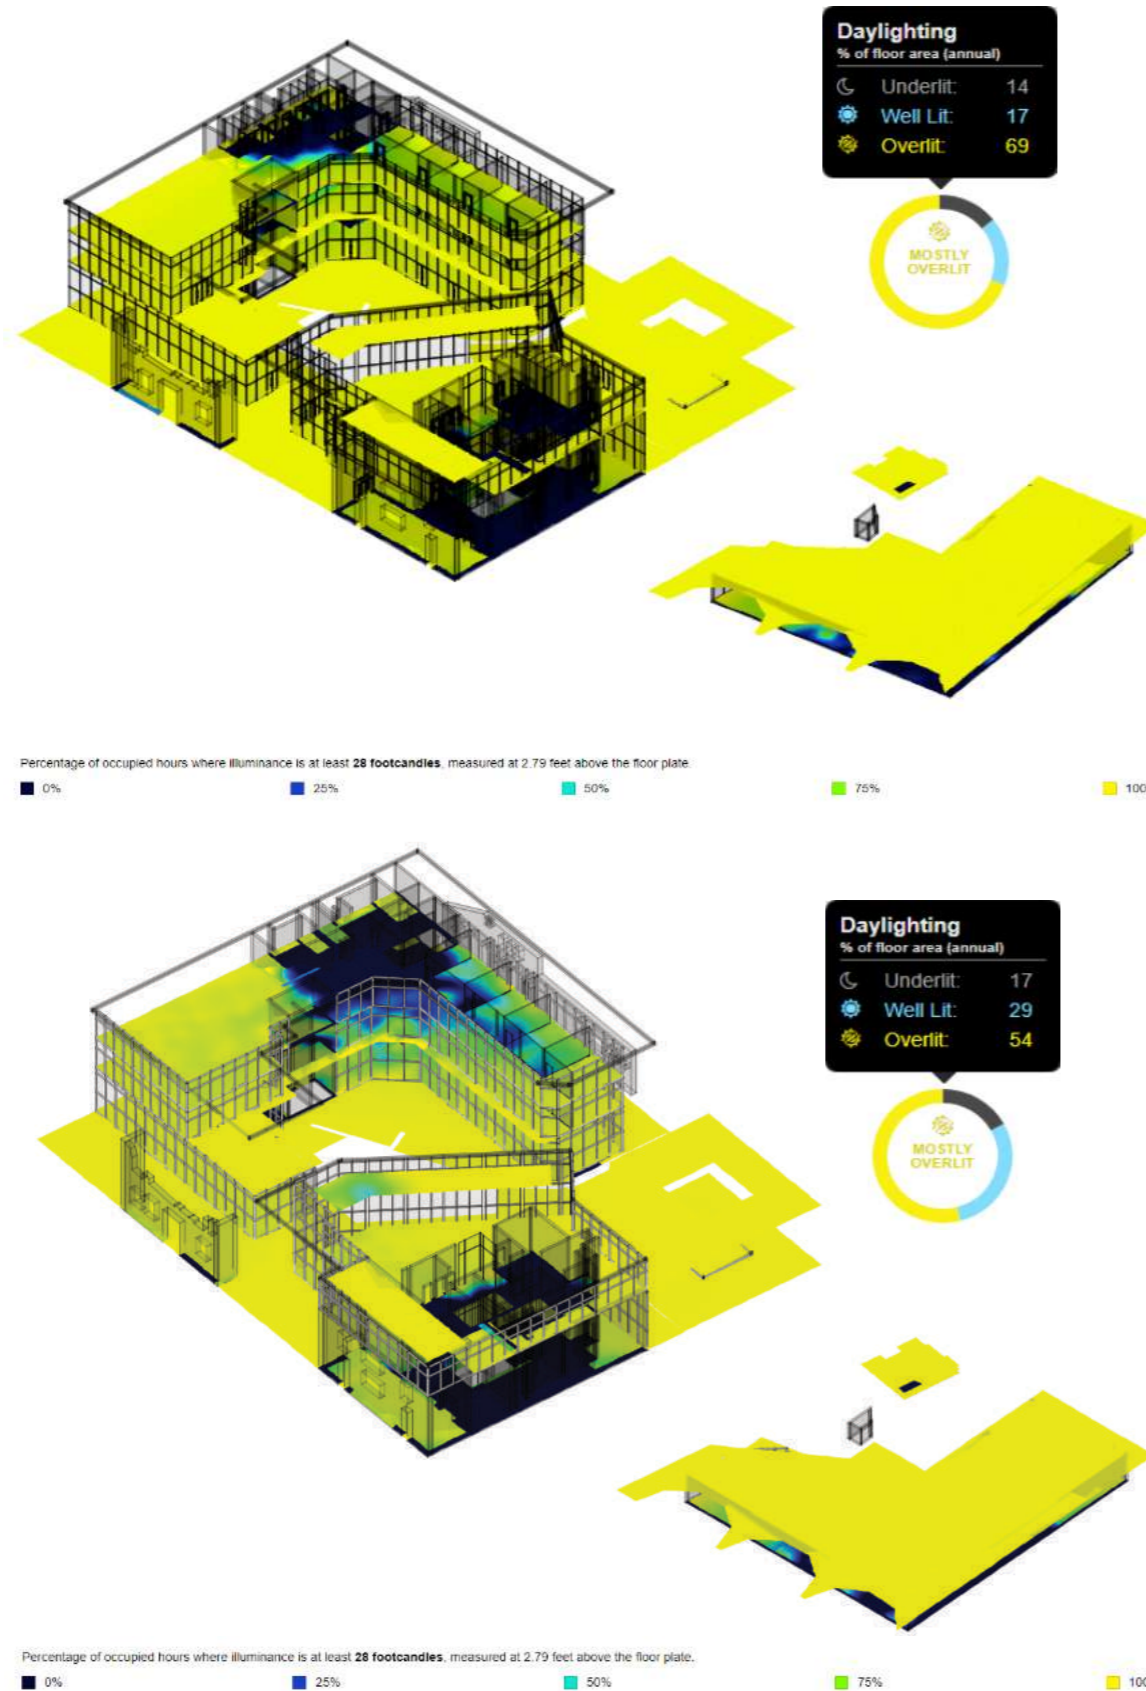 Daylighting
% of floor area (annual)
Underlit: 14
Well Lit: 17
Overlit: 69
MOSTLY
OVERLIT
Percentage of occupied hours where illuminance is at least 28 footcandles, measured at 2.79 feet above the floor plate.
0% 25% 50% 75% 100
Daylighting
% of floor area (annual)
Underlit: 17
Well Lit: 29
Overlit: 54
MOSTLY
OVERLIT
Percentage of occupied hours where illuminance is at least 28 footcandles, measured at 2.79 feet above the floor plate.
0% 25% 50% 75% 100